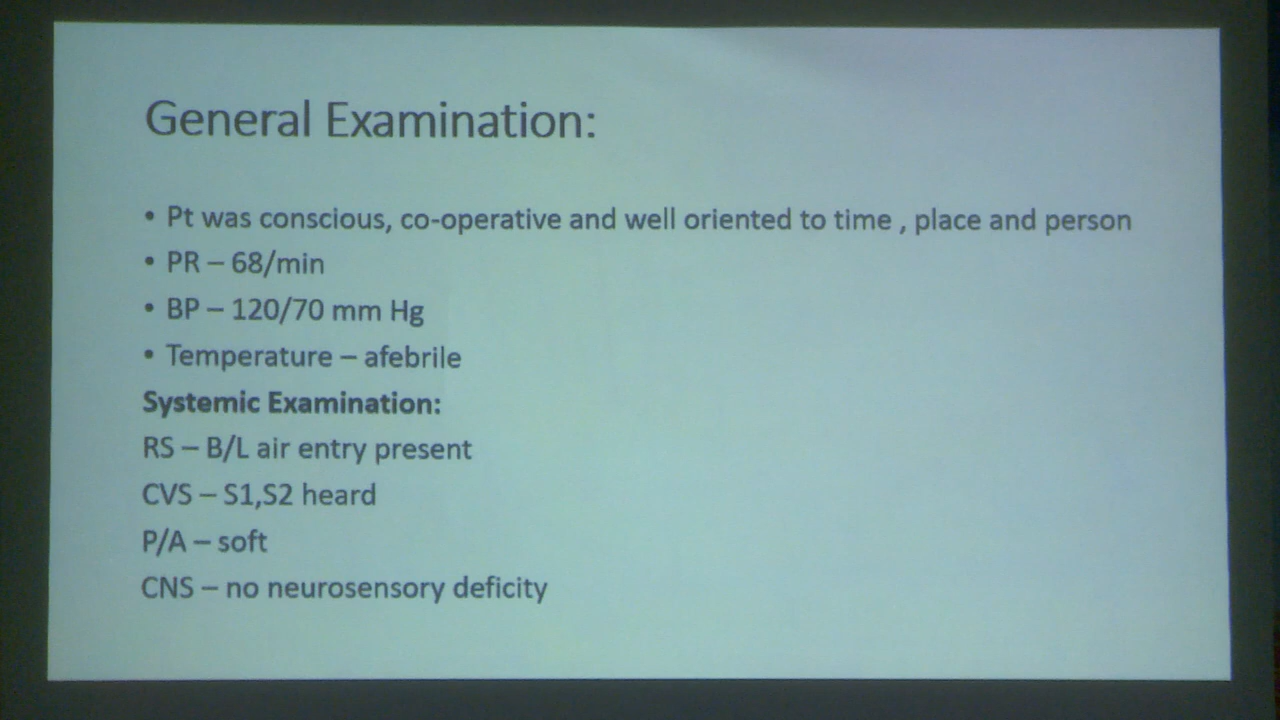 General Examination:
• Pt was conscious, co-operative and well oriented to time , place and person
• PR – 68/min
• BP – 120/70 mm Hg
• Temperature – afebrile
Systemic Examination:
RS – B/L air entry present
CVS – S1,S2 heard
P/A – soft
CNS – no neurosensory deficity